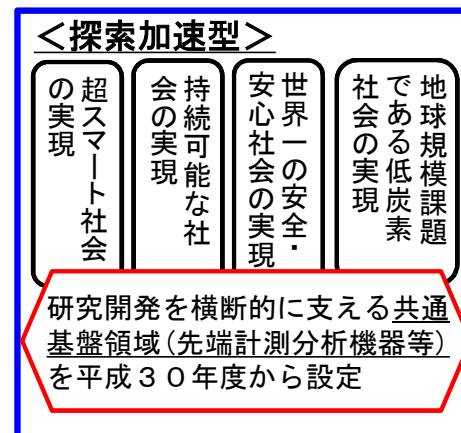 ＜探索加速型＞
超スマート社会
の実現
持続可能な社
会の実現
世界一の安全・
安心社会の実現
地球規模課題
である低炭素
社会の実現
研究開発を横断的に支える共通
基盤領域(先端計測分析機器等)
を平成３０年度から設定